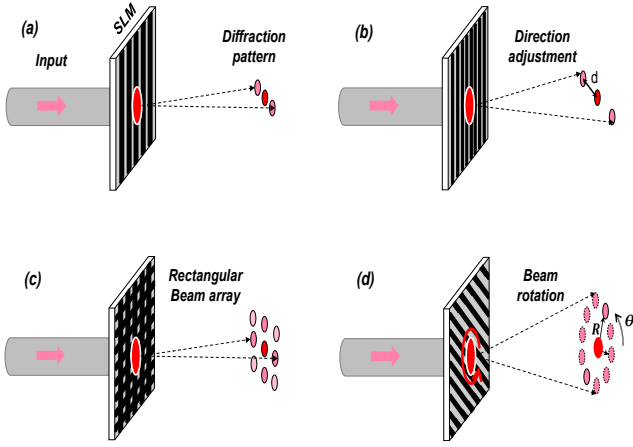 (a)
SLM
Input
Diffraction
pattern
(b)
Direction
adjustment
d
(c)
Rectangular
Beam array
(d)
Beam
rotation
R
θ